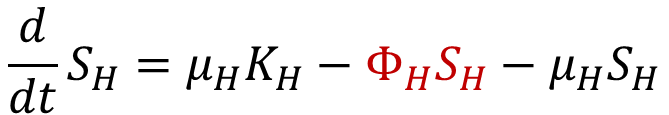 d/dt S_H = μ_H K_H − Φ_H S_H − μ_H S_H